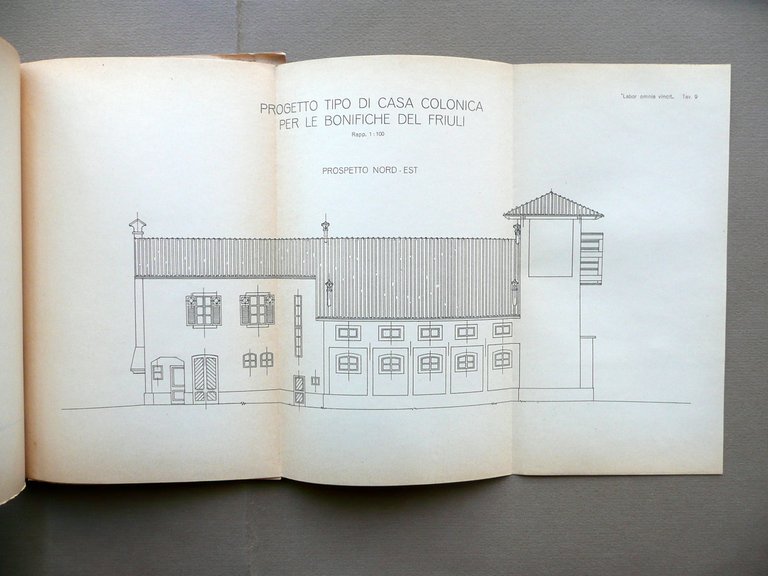 "Labor omnia vincit„ Tav. 9
PROGETTO TIPO DI CASA COLONICA
PER LE BONIFICHE DEL FRIULI
Rapp. 1:100
PROSPETTO NORD-EST